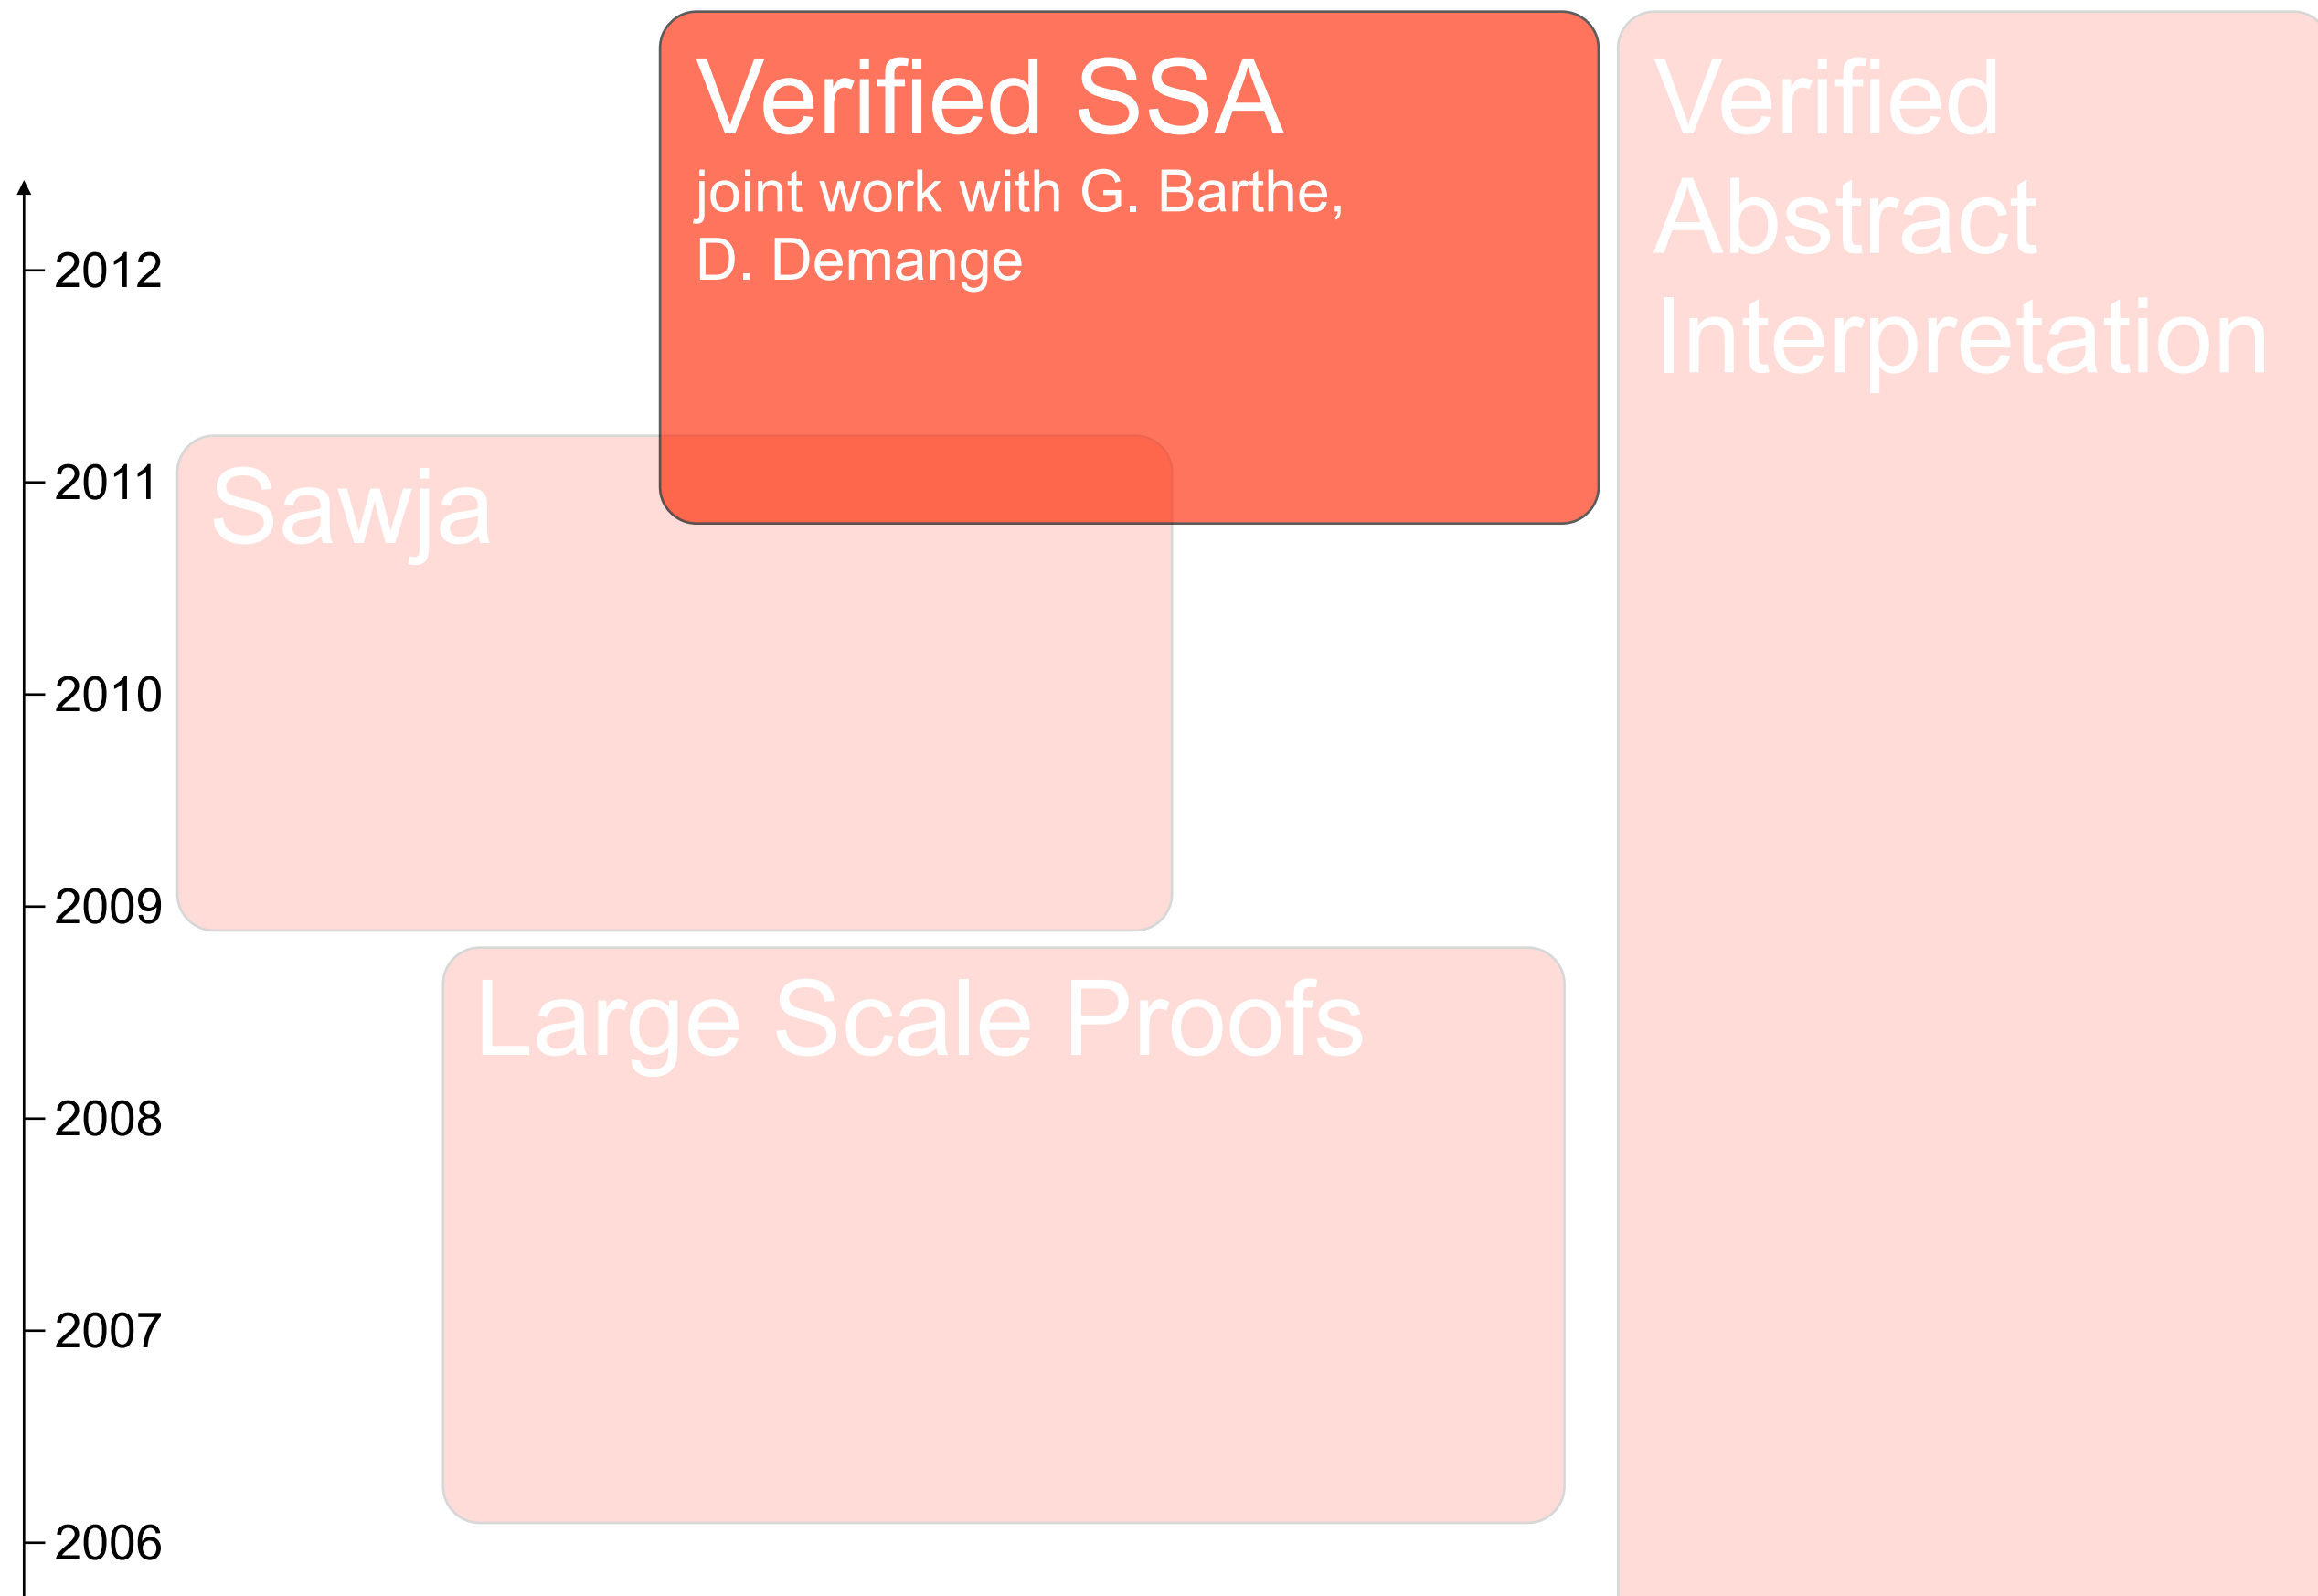 Verified SSA
joint work with G. Barthe,
D. Demange
Verified
Abstract
Interpretation
2012
2011
Sawja
2010
2009
Large Scale Proofs
2008
2007
2006